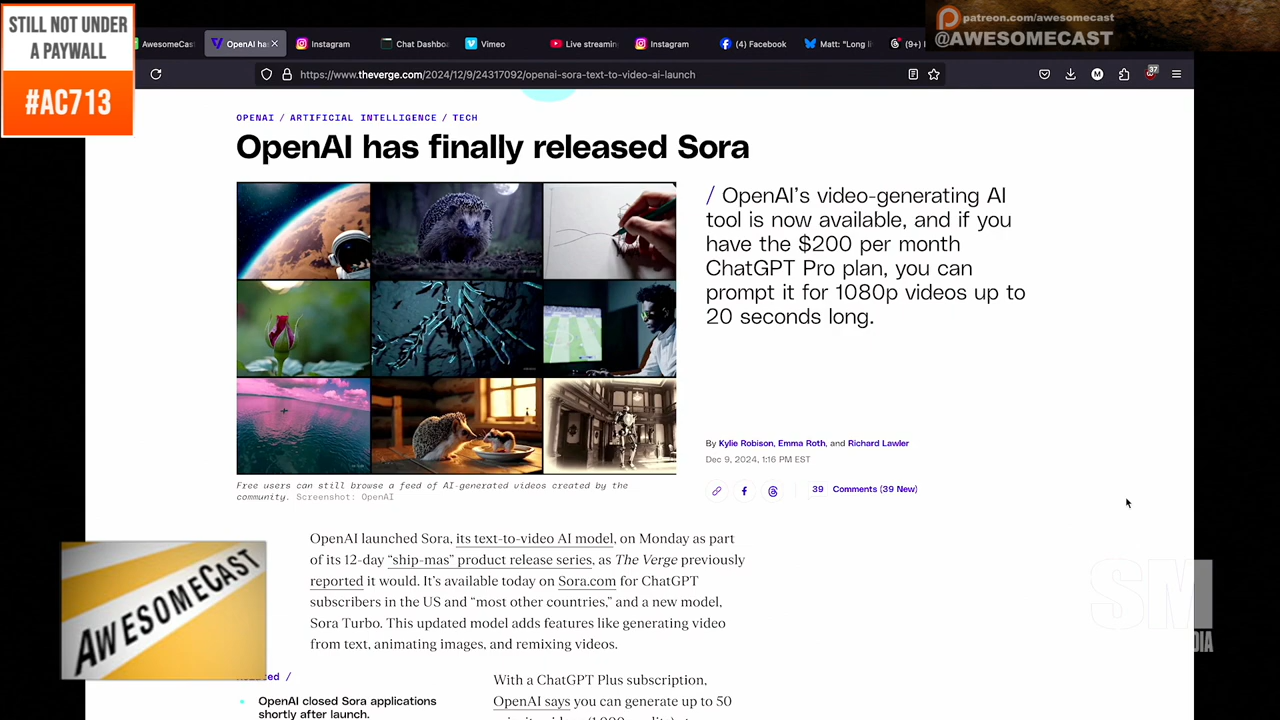 STILL NOT UNDER
A PAYWALL
#AC713
patreon.com/awesomecast
@AWESOMECAST
AwesomeCas
OpenAI ha
Instagram
Chat Dashbo
Vimeo
Live streamin
Instagram
(4) Facebook
Matt: "Long li
(9+)
https://www.theverge.com/2024/12/9/24317092/openai-sora-text-to-video-ai-launch
M
37
OPENAI / ARTIFICIAL INTELLIGENCE / TECH
OpenAI has finally released Sora
/ OpenAI's video-generating AI
tool is now available, and if you
have the $200 per month
ChatGPT Pro plan, you can
prompt it for 1080p videos up to
20 seconds long.
By Kylie Robison, Emma Roth, and Richard Lawler
Dec 9, 2024, 1:16 PM EST
39 Comments (39 New)
Free users can still browse a feed of AI-generated videos created by the
community. Screenshot: OpenAI
OpenAI launched Sora, its text-to-video AI model, on Monday as part
of its 12-day “ship-mas” product release series, as The Verge previously
reported it would. It’s available today on Sora.com for ChatGPT
subscribers in the US and “most other countries,” and a new model,
Sora Turbo. This updated model adds features like generating video
from text, animating images, and remixing videos.
AWESOMECAST
/
OpenAI closed Sora applications
shortly after launch.
With a ChatGPT Plus subscription,
OpenAI says you can generate up to 50
SM